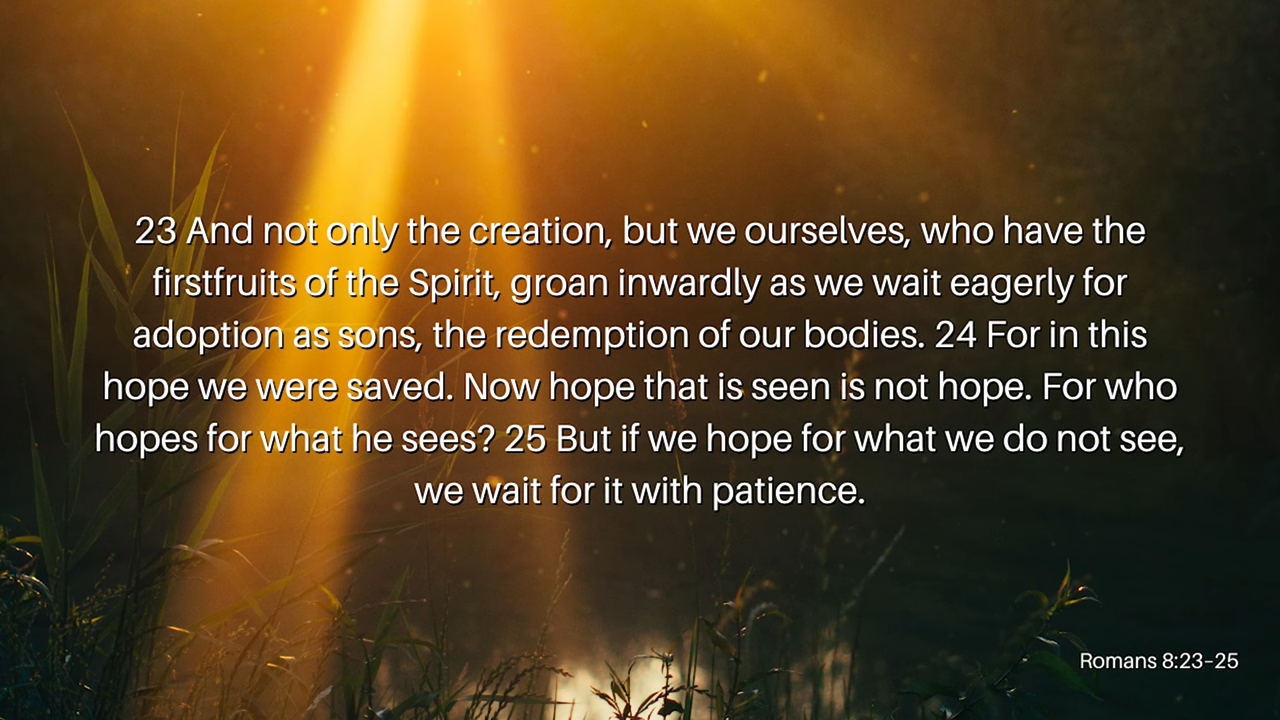 23 And not only the creation, but we ourselves, who have the
firstfruits of the Spirit, groan inwardly as we wait eagerly for
adoption as sons, the redemption of our bodies. 24 For in this
hope we were saved. Now hope that is seen is not hope. For who
hopes for what he sees? 25 But if we hope for what we do not see,
we wait for it with patience.
Romans 8:23–25